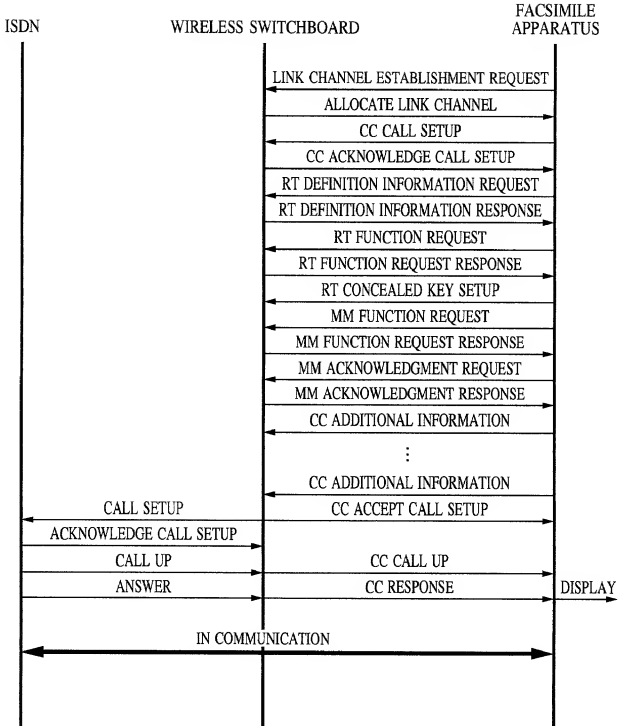 ISDN
WIRELESS SWITCHBOARD
FACSIMILE
APPARATUS
LINK CHANNEL ESTABLISHMENT REQUEST
ALLOCATE LINK CHANNEL
CC CALL SETUP
CC ACKNOWLEDGE CALL SETUP
RT DEFINITION INFORMATION REQUEST
RT DEFINITION INFORMATION RESPONSE
RT FUNCTION REQUEST
RT FUNCTION REQUEST RESPONSE
RT CONCEALED KEY SETUP
MM FUNCTION REQUEST
MM FUNCTION REQUEST RESPONSE
MM ACKNOWLEDGMENT REQUEST
MM ACKNOWLEDGMENT RESPONSE
CC ADDITIONAL INFORMATION
⋮
CC ADDITIONAL INFORMATION
CALL SETUP
CC ACCEPT CALL SETUP
ACKNOWLEDGE CALL SETUP
CALL UP
CC CALL UP
ANSWER
CC RESPONSE
DISPLAY
IN COMMUNICATION